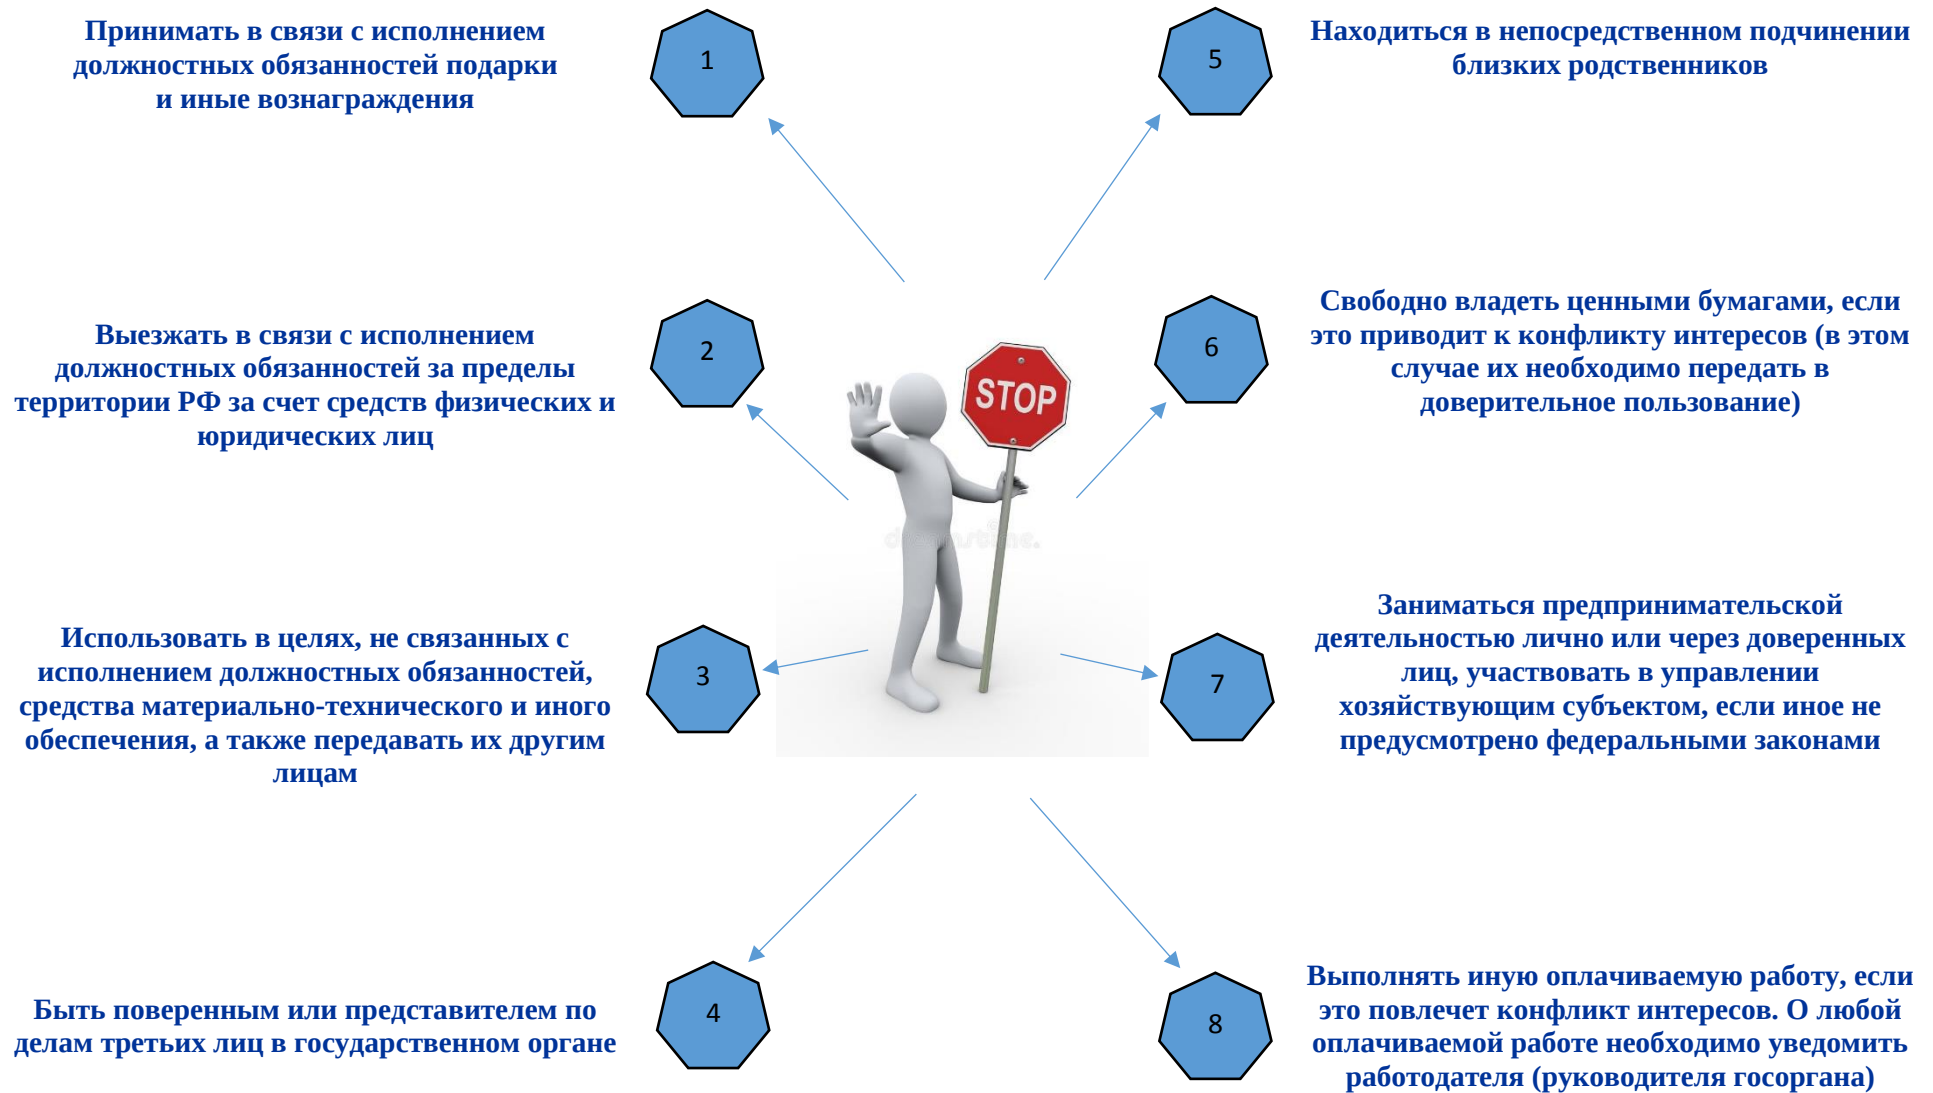 Принимать в связи с исполнением
должностных обязанностей подарки
и иные вознаграждения
1
Выезжать в связи с исполнением
должностных обязанностей за пределы
территории РФ за счет средств физических и
юридических лиц
2
Использовать в целях, не связанных с
исполнением должностных обязанностей,
средства материально-технического и иного
обеспечения, а также передавать их другим
лицам
3
Быть поверенным или представителем по
делам третьих лиц в государственном органе
4
STOP
dreamstime.
5
Находиться в непосредственном подчинении
близких родственников
6
Свободно владеть ценными бумагами, если
это приводит к конфликту интересов (в этом
случае их необходимо передать в
доверительное пользование)
7
Заниматься предпринимательской
деятельностью лично или через доверенных
лиц, участвовать в управлении
хозяйствующим субъектом, если иное не
предусмотрено федеральными законами
8
Выполнять иную оплачиваемую работу, если
это повлечет конфликт интересов. О любой
оплачиваемой работе необходимо уведомить
работодателя (руководителя госоргана)